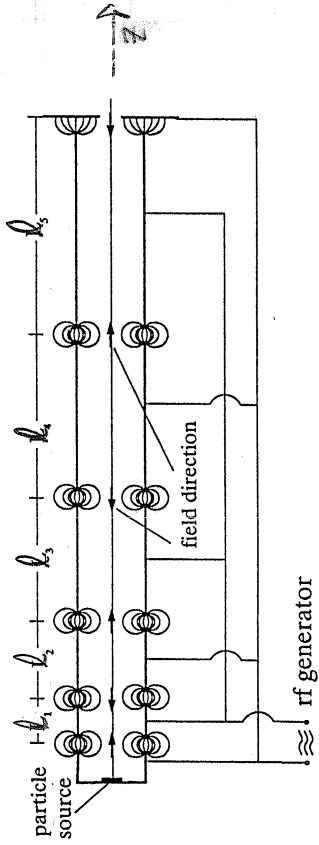 particle
source
ℓ₁
ℓ₂
ℓ₃
ℓ₄
ℓ₅
z
field direction
rf generator